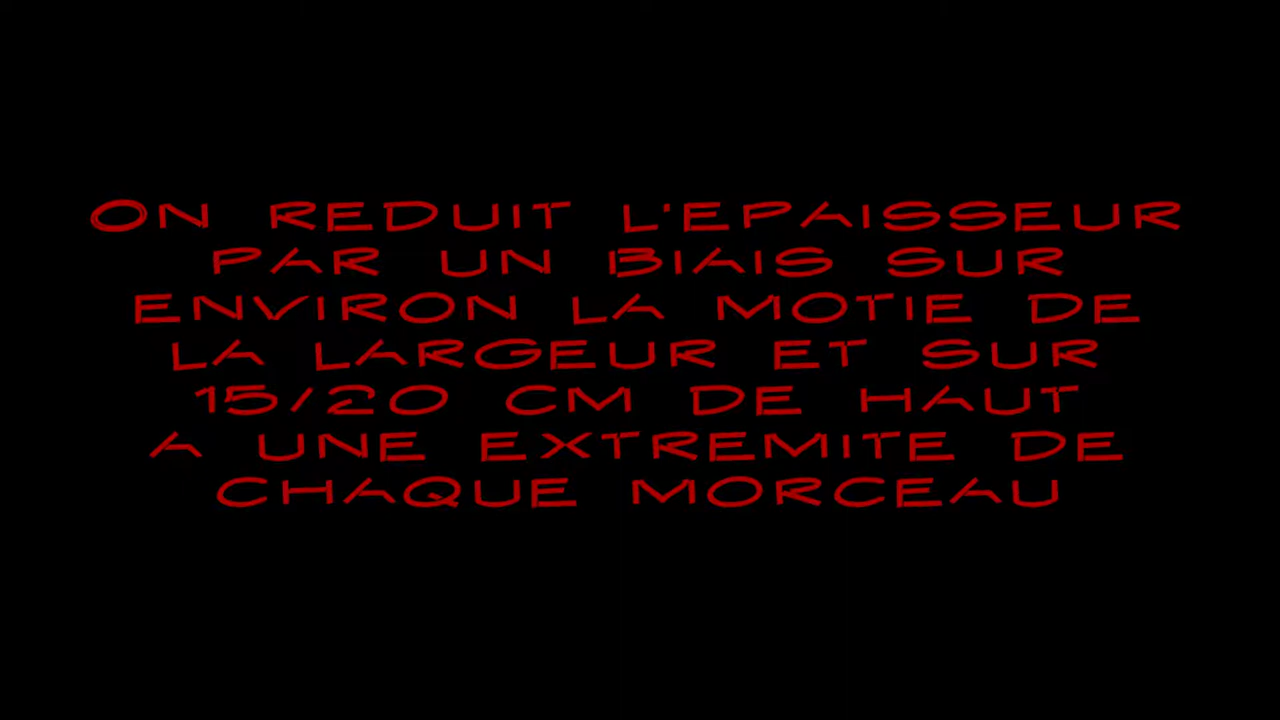 ON REDUIT L'EPAISSEUR
PAR UN BIAIS SUR
ENVIRON LA MOTIE DE
LA LARGEUR ET SUR
15/20 CM DE HAUT
A UNE EXTREMITE DE
CHAQUE MORCEAU